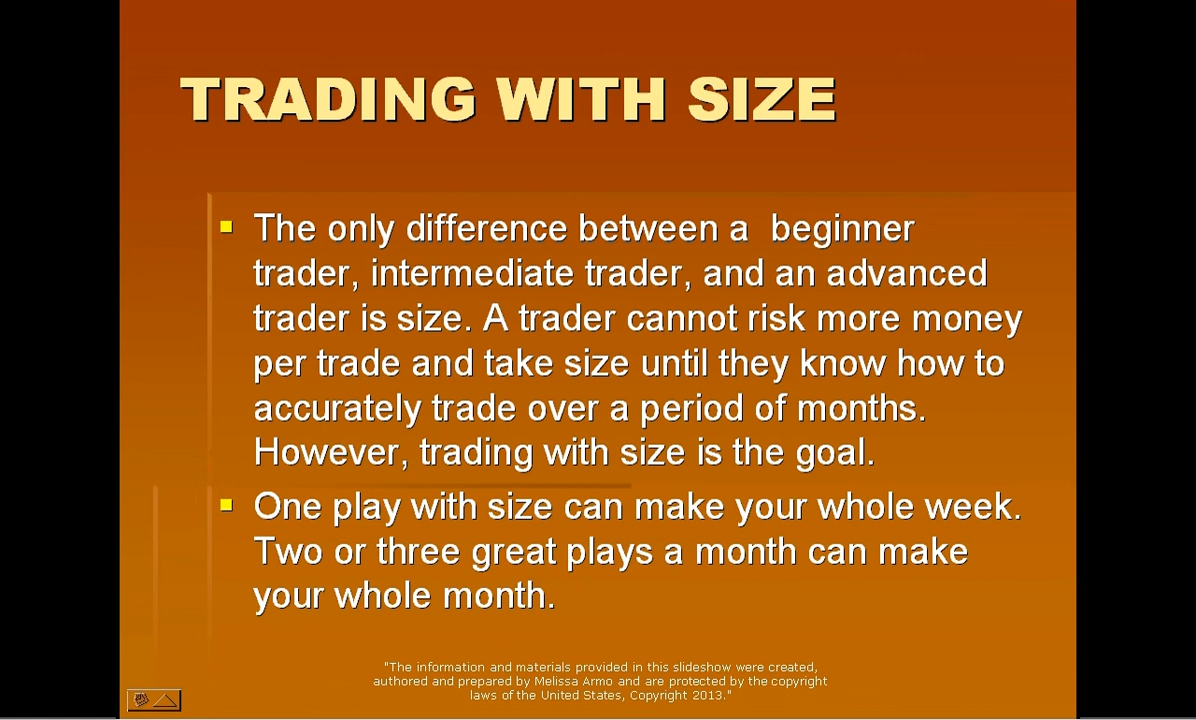 TRADING WITH SIZE
The only difference between a  beginner
trader, intermediate trader, and an advanced
trader is size. A trader cannot risk more money
per trade and take size until they know how to
accurately trade over a period of months.
However, trading with size is the goal.
One play with size can make your whole week.
Two or three great plays a month can make
your whole month.
"The information and materials provided in this slideshow were created,
authored and prepared by Melissa Armo and are protected by the copyright
laws of the United States, Copyright 2013."